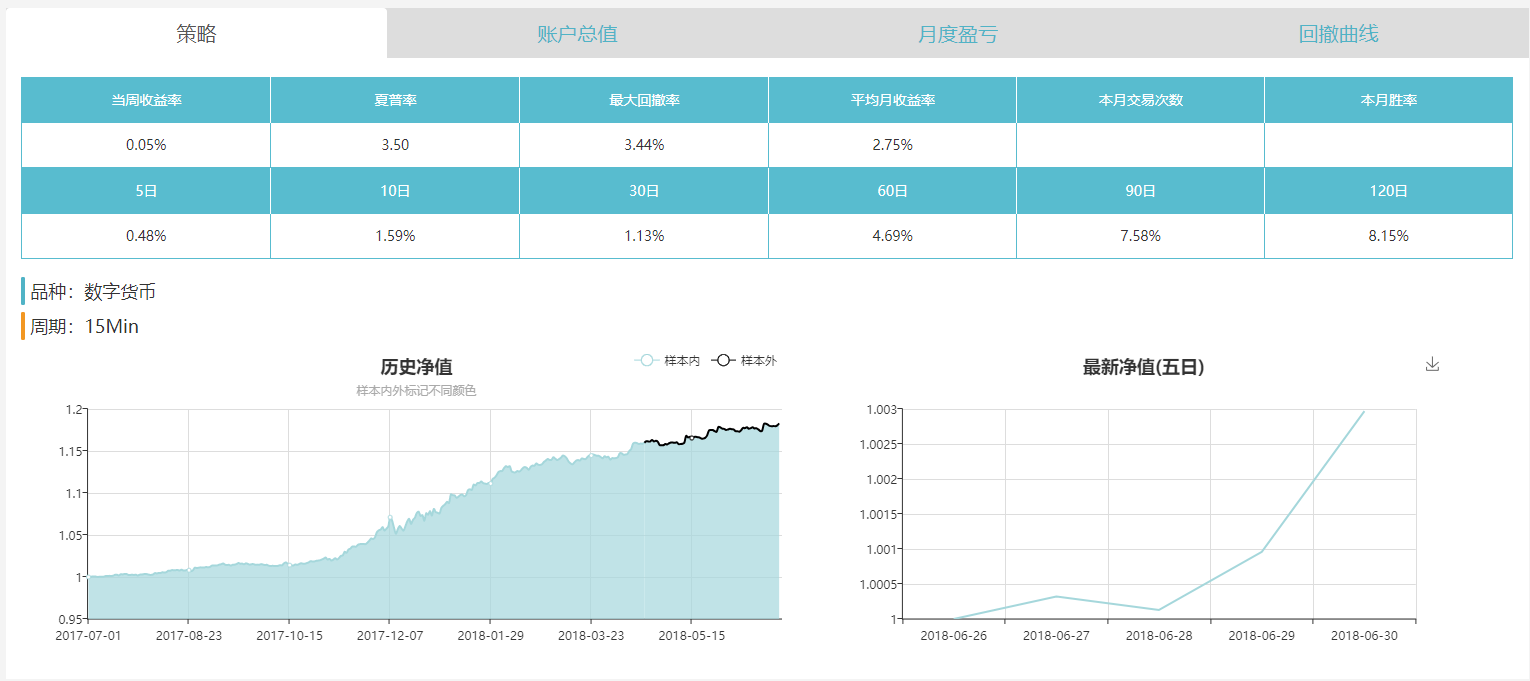 策略 账户总值 月度盈亏 回撤曲线
当周收益率 夏普率 最大回撤率 平均月收益率 本月交易次数 本月胜率
0.05% 3.50 3.44% 2.75%
5日 10日 30日 60日 90日 120日
0.48% 1.59% 1.13% 4.69% 7.58% 8.15%
品种：数字货币
周期：15Min
历史净值
样本内外标记不同颜色
样本内 样本外
1.2
1.15
1.1
1.05
1
0.95
2017-07-01 2017-08-23 2017-10-15 2017-12-07 2018-01-29 2018-03-23 2018-05-15
最新净值(五日)
1.003
1.0025
1.002
1.0015
1.001
1.0005
1
2018-06-26 2018-06-27 2018-06-28 2018-06-29 2018-06-30